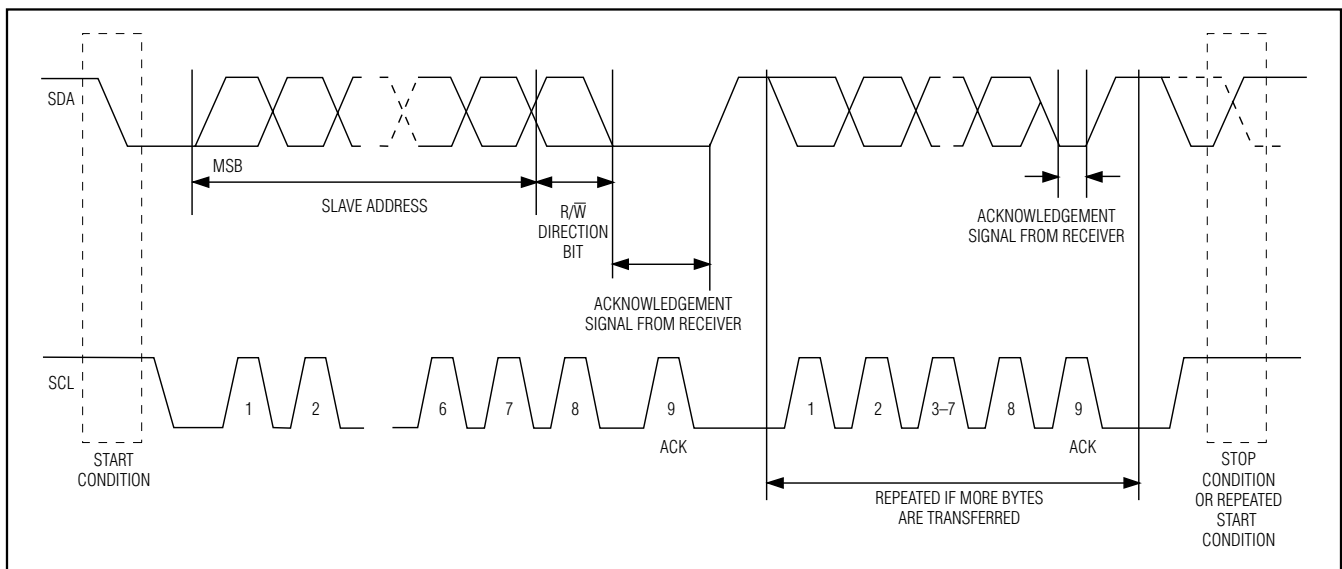 SDA
MSB
SLAVE ADDRESS
R/W̅
DIRECTION
BIT
ACKNOWLEDGEMENT
SIGNAL FROM RECEIVER
ACKNOWLEDGEMENT
SIGNAL FROM RECEIVER
SCL
1 2 6 7 8 9 1 2 3–7 8 9
ACK ACK
START
CONDITION
REPEATED IF MORE BYTES
ARE TRANSFERRED
STOP
CONDITION
OR REPEATED
START
CONDITION